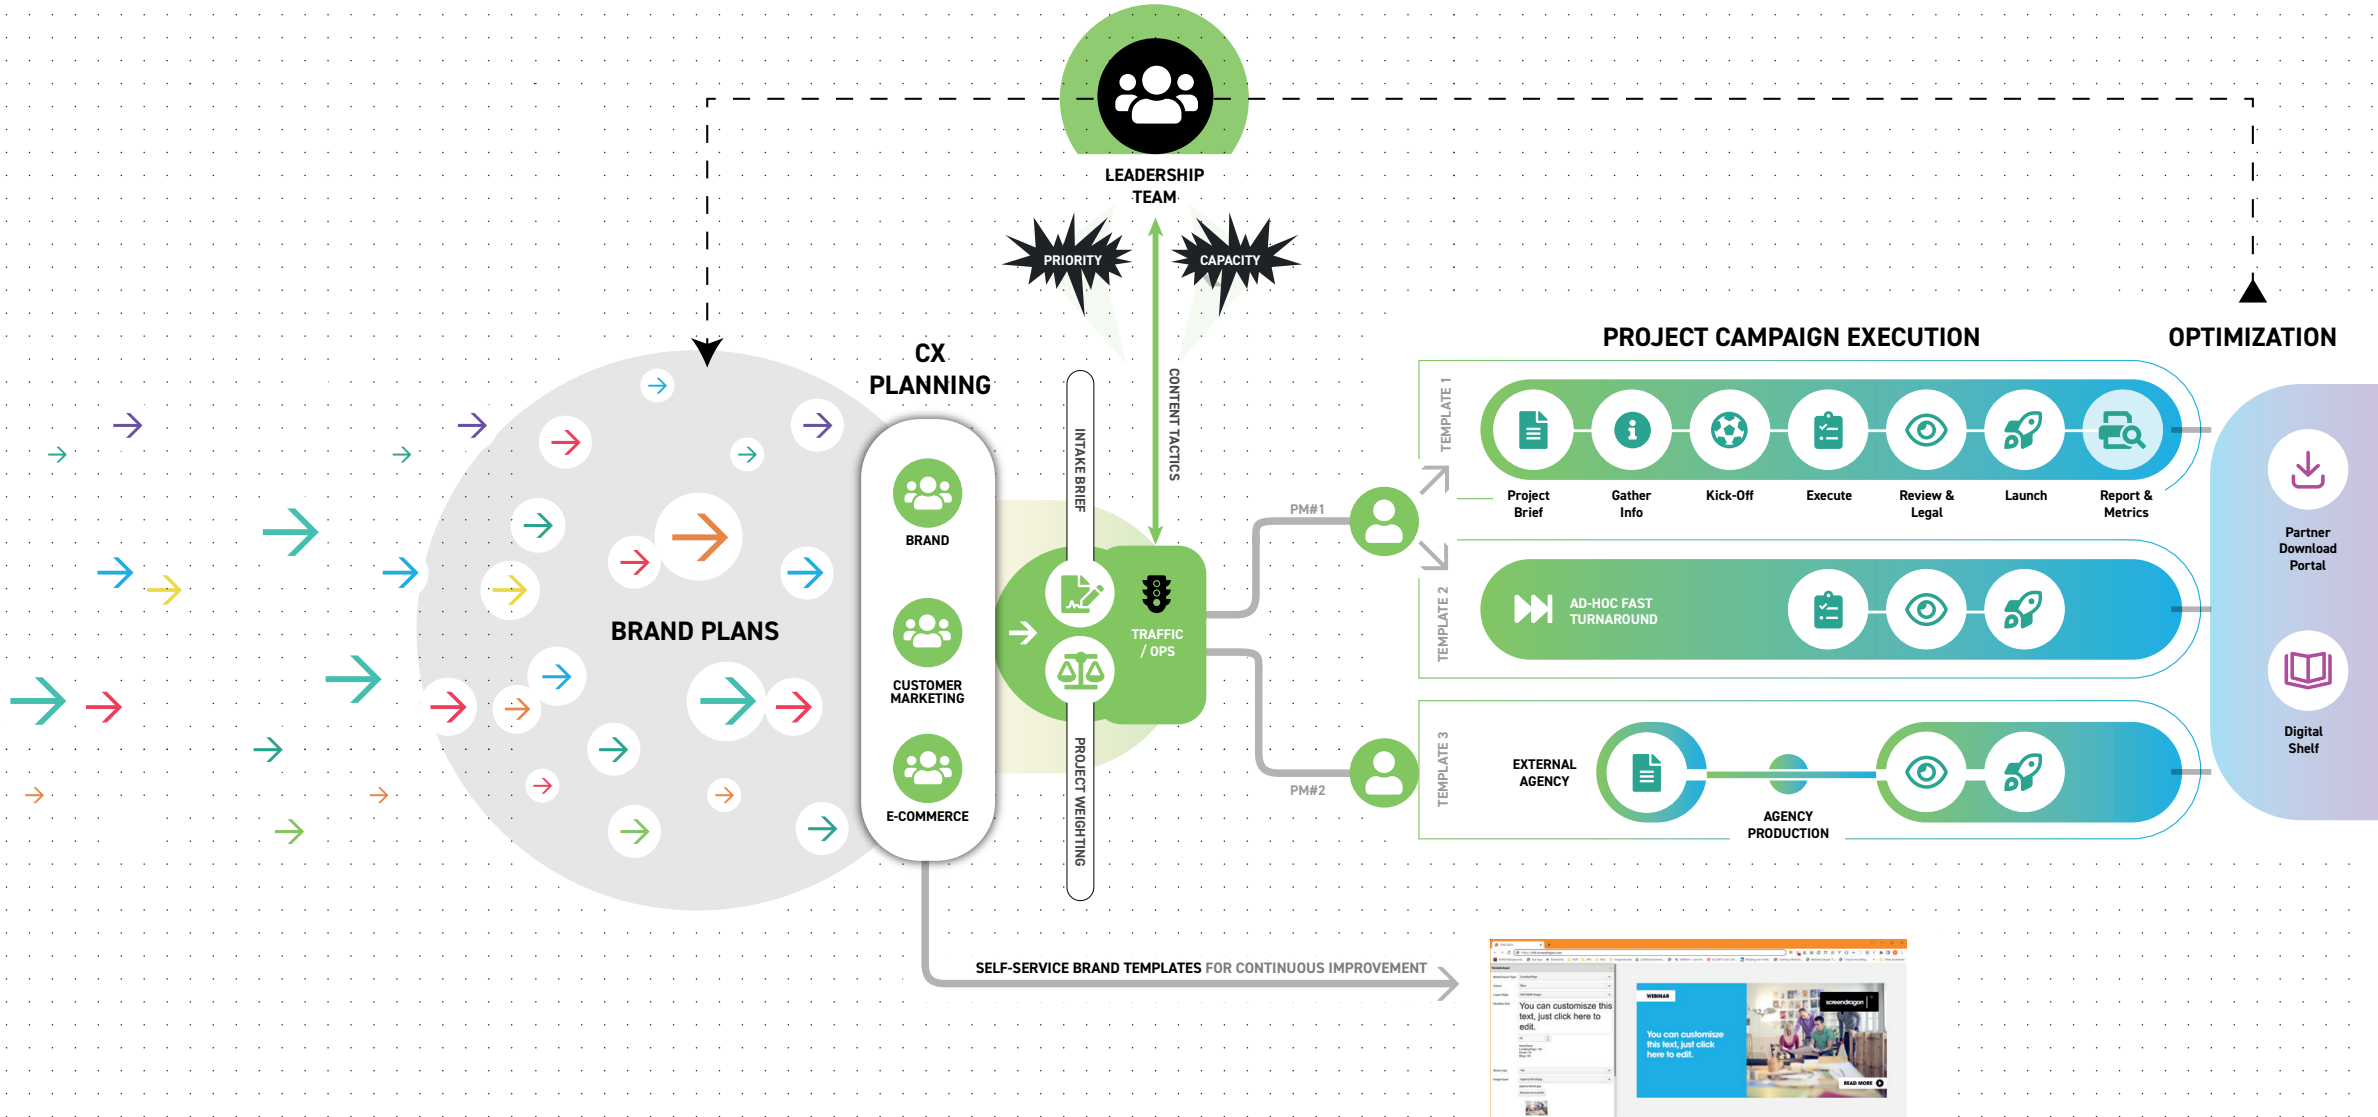 LEADERSHIP
TEAM
PRIORITY
CAPACITY
CX
PLANNING
PROJECT CAMPAIGN EXECUTION
OPTIMIZATION
BRAND PLANS
BRAND
CUSTOMER
MARKETING
E-COMMERCE
INTAKE BRIEF
PROJECT WEIGHTING
CONTENT TACTICS
TRAFFIC
/ OPS
PM#1
PM#2
TEMPLATE 1
Project
Brief
Gather
Info
Kick-Off
Execute
Review &
Legal
Launch
Report &
Metrics
TEMPLATE 2
AD-HOC FAST
TURNAROUND
TEMPLATE 3
EXTERNAL
AGENCY
AGENCY
PRODUCTION
Partner
Download
Portal
Digital
Shelf
SELF-SERVICE BRAND TEMPLATES FOR CONTINUOUS IMPROVEMENT
You can customisze this
text, just click here to
edit.
WEBINAR
screendragon
You can customisze
this text, just click
here to edit.
READ MORE